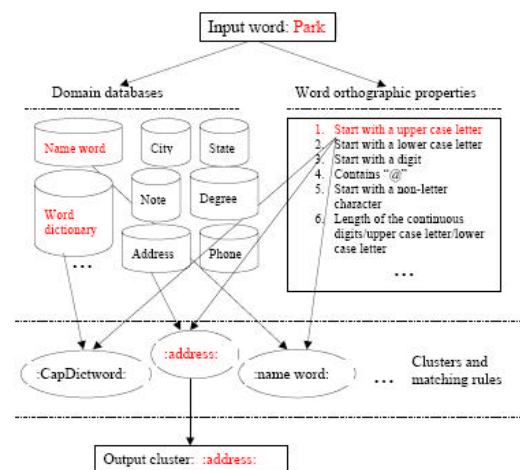 Input word: Park
Domain databases
Word orthographic properties
Name word
City
State
Word
dictionary
Note
Degree
Address
Phone
...
1. Start with a upper case letter
2. Start with a lower case letter
3. Start with a digit
4. Contains “@”
5. Start with a non-letter
character
6. Length of the continuous
digits/upper case letter/lower
case letter
...
:CapDictword:
:address:
:name word:
... Clusters and
matching rules
Output cluster: :address: